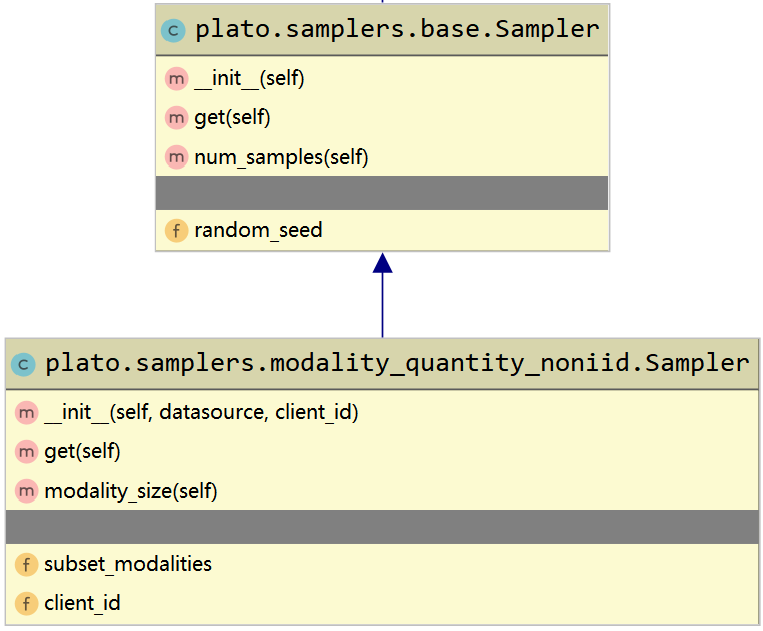 c plato.samplers.base.Sampler
m __init__(self)
m get(self)
m num_samples(self)
f random_seed
c plato.samplers.modality_quantity_noniid.Sampler
m __init__(self, datasource, client_id)
m get(self)
m modality_size(self)
f subset_modalities
f client_id